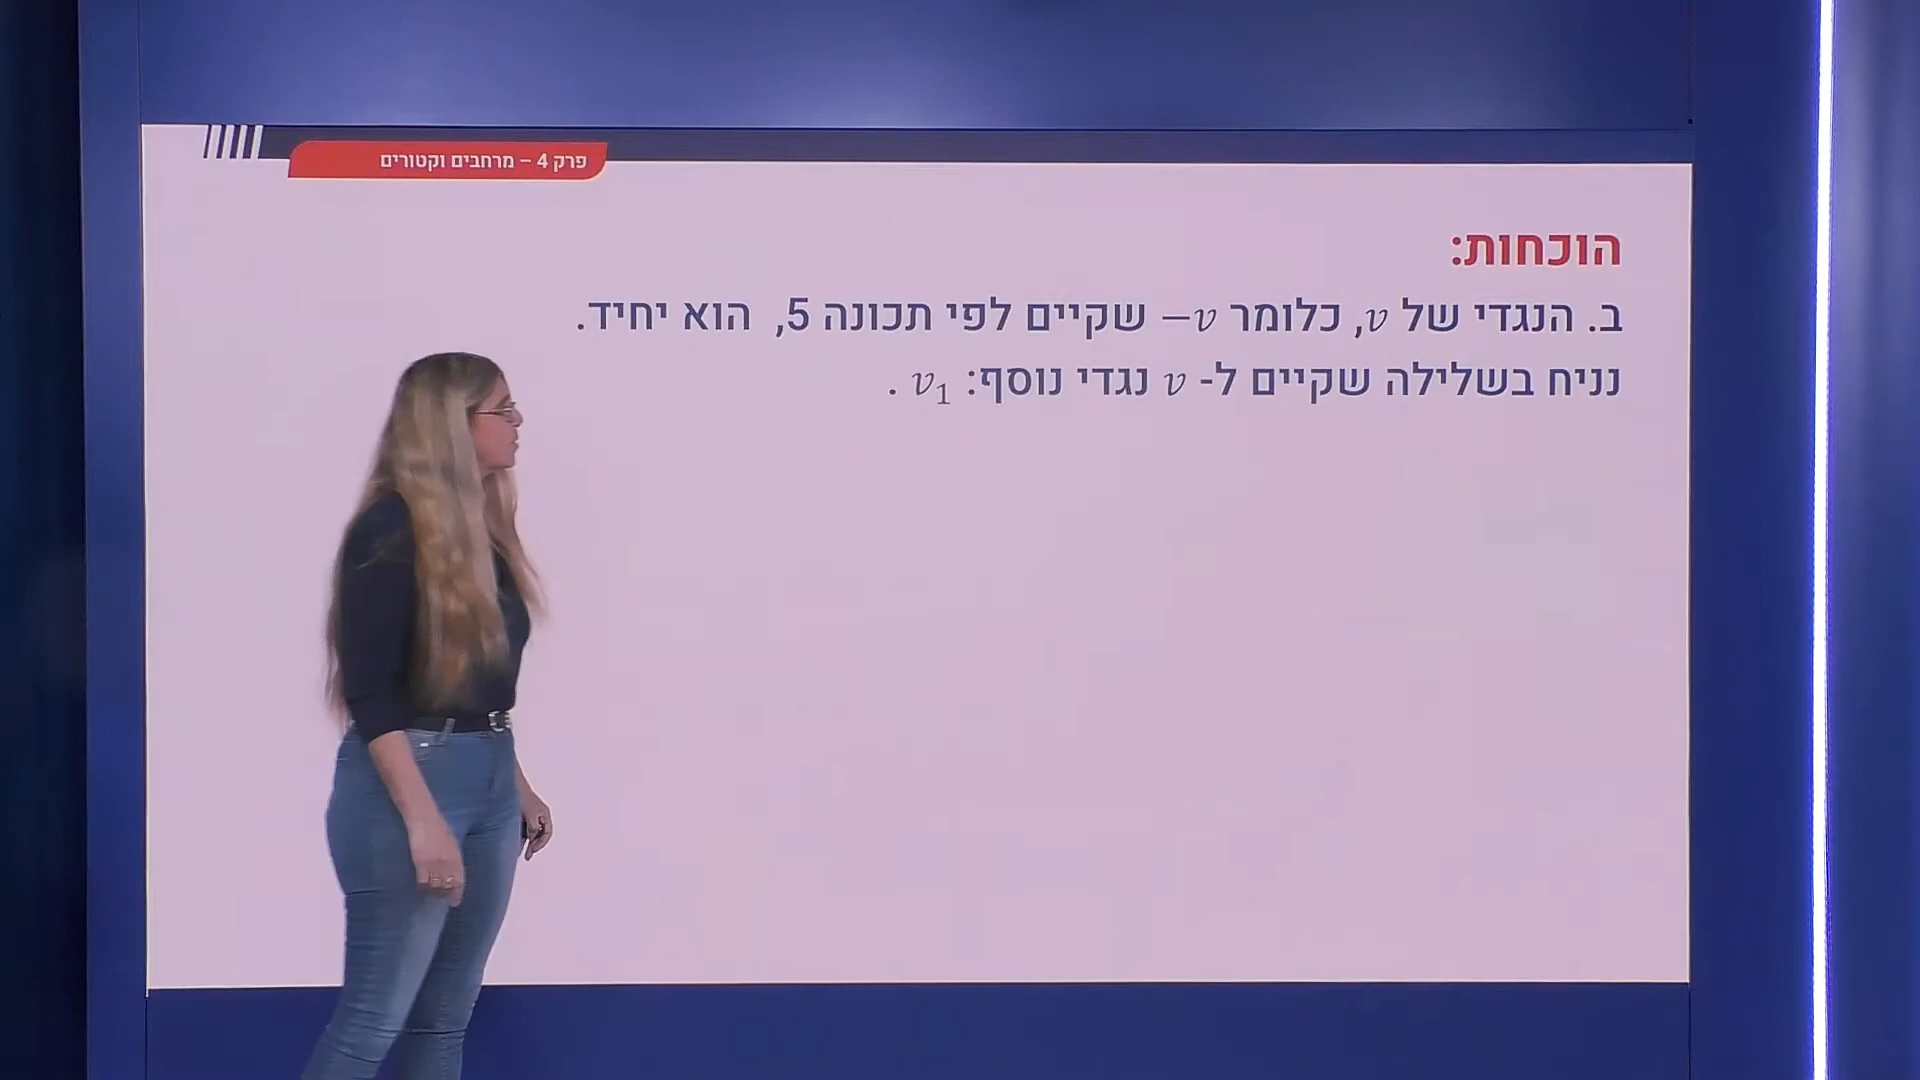 פרק 4 – מרחבים וקטורים
הוכחות:
ב. הנגדי של v, כלומר −v שקיים לפי תכונה 5, הוא יחיד.
נניח בשלילה שקיים ל- v נגדי נוסף: v₁ .